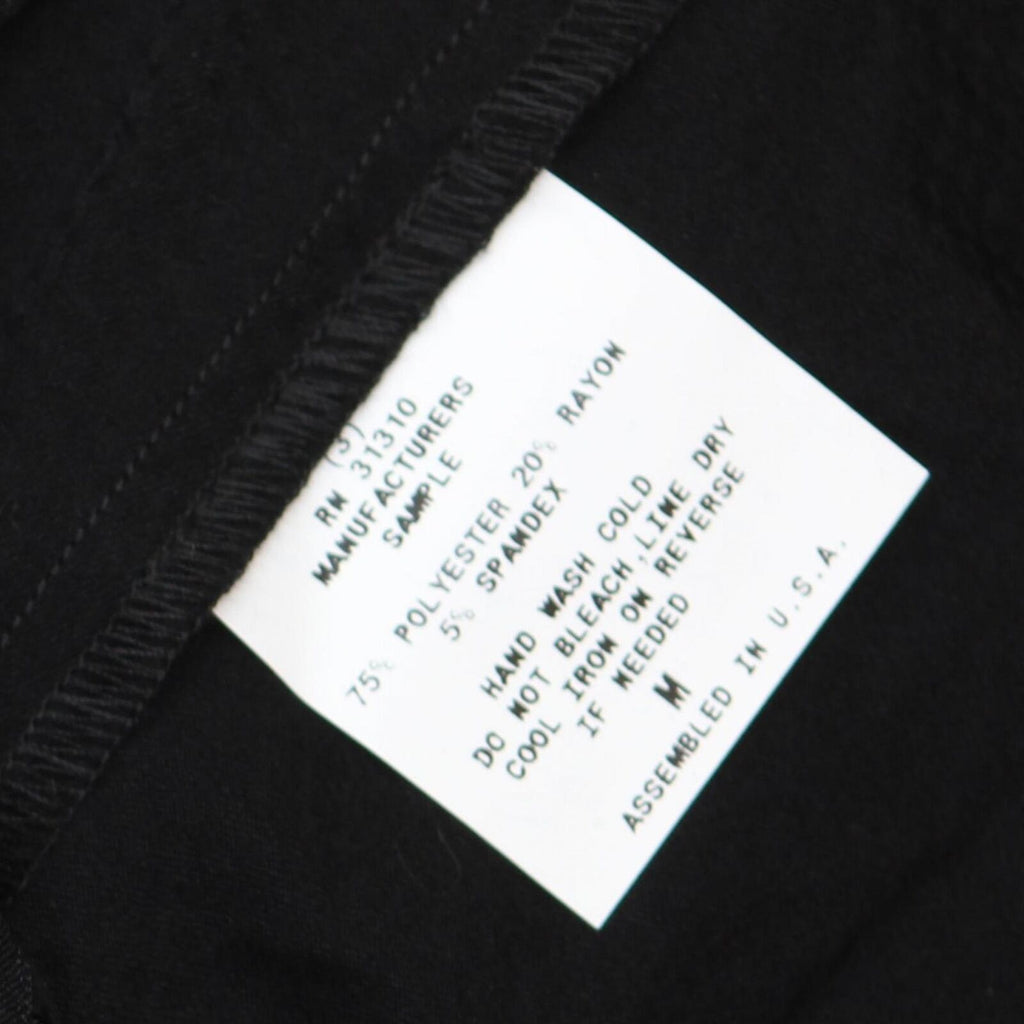 (3)
RN 31310
MANUFACTURERS
SAMPLE
75% POLYESTER 20% RAYON
5% SPANDEX
HAND WASH COLD
DO NOT BLEACH,LINE DRY
COOL IRON ON REVERSE
IF NEEDED
M
ASSEMBLED IN U.S.A.